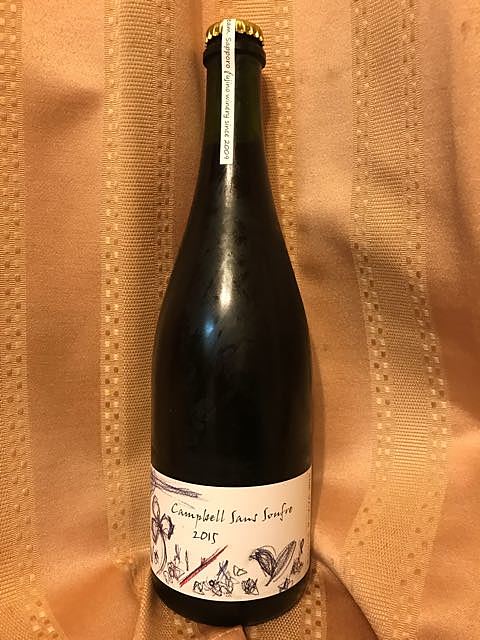 Sapporo Fujino winery since 2009
Campbell Sans Soufre
2015